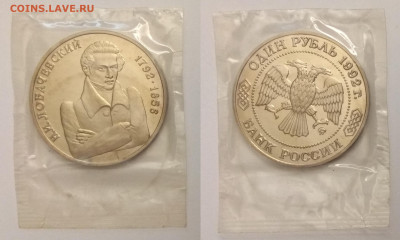 COINS.LAVE.RU
Н.И. ЛОБАЧЕВСКИЙ
1792-1856
ОДИН РУБЛЬ 1992 г.
БАНК РОССИИ